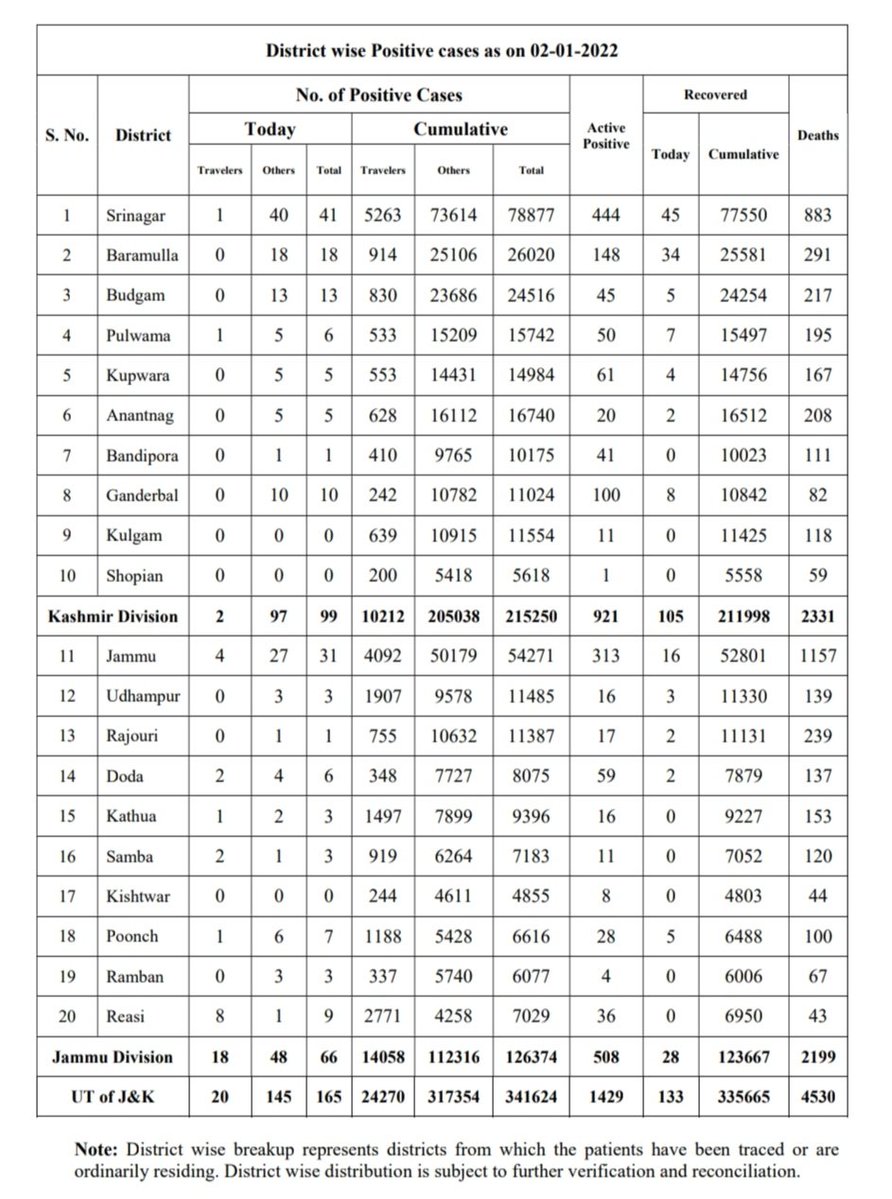 District wise Positive cases as on 02-01-2022
S. No. District No. of Positive Cases Active Positive Recovered Deaths
Today Cumulative Today Cumulative
Travelers Others Total Travelers Others Total
1 Srinagar 1 40 41 5263 73614 78877 444 45 77550 883
2 Baramulla 0 18 18 914 25106 26020 148 34 25581 291
3 Budgam 0 13 13 830 23686 24516 45 5 24254 217
4 Pulwama 1 5 6 533 15209 15742 50 7 15497 195
5 Kupwara 0 5 5 553 14431 14984 61 4 14756 167
6 Anantnag 0 5 5 628 16112 16740 20 2 16512 208
7 Bandipora 0 1 1 410 9765 10175 41 0 10023 111
8 Ganderbal 0 10 10 242 10782 11024 100 8 10842 82
9 Kulgam 0 0 0 639 10915 11554 11 0 11425 118
10 Shopian 0 0 0 200 5418 5618 1 0 5558 59
Kashmir Division 2 97 99 10212 205038 215250 921 105 211998 2331
11 Jammu 4 27 31 4092 50179 54271 313 16 52801 1157
12 Udhampur 0 3 3 1907 9578 11485 16 3 11330 139
13 Rajouri 0 1 1 755 10632 11387 17 2 11131 239
14 Doda 2 4 6 348 7727 8075 59 2 7879 137
15 Kathua 1 2 3 1497 7899 9396 16 0 9227 153
16 Samba 2 1 3 919 6264 7183 11 0 7052 120
17 Kishtwar 0 0 0 244 4611 4855 8 0 4803 44
18 Poonch 1 6 7 1188 5428 6616 28 5 6488 100
19 Ramban 0 3 3 337 5740 6077 4 0 6006 67
20 Reasi 8 1 9 2771 4258 7029 36 0 6950 43
Jammu Division 18 48 66 14058 112316 126374 508 28 123667 2199
UT of J&K 20 145 165 24270 317354 341624 1429 133 335665 4530
Note: District wise breakup represents districts from which the patients have been traced or are
ordinarily residing. District wise distribution is subject to further verification and reconciliation.